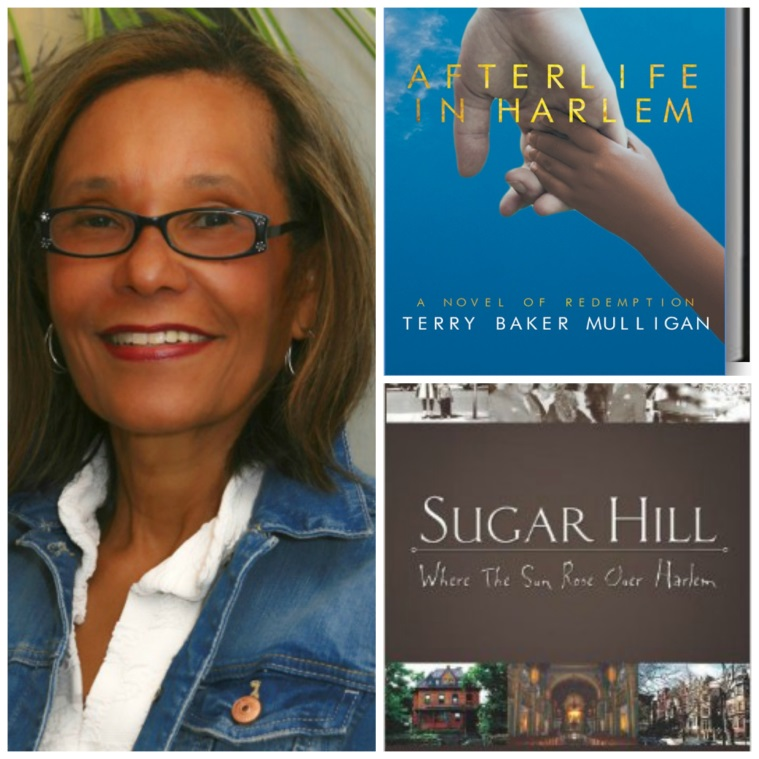 AFTERLIFE
IN HARLEM
A NOVEL OF REDEMPTION
TERRY BAKER MULLIGAN
SUGAR HILL
Where The Sun Rose Over Harlem